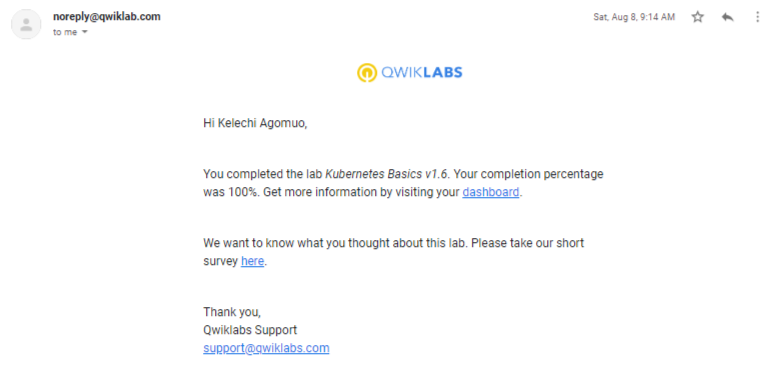 noreply@qwiklab.com
Sat, Aug 8, 9:14 AM
to me
QWIKLABS
Hi Kelechi Agomuo,
You completed the lab Kubernetes Basics v1.6. Your completion percentage
was 100%. Get more information by visiting your dashboard.
We want to know what you thought about this lab. Please take our short
survey here.
Thank you,
Qwiklabs Support
support@qwiklabs.com